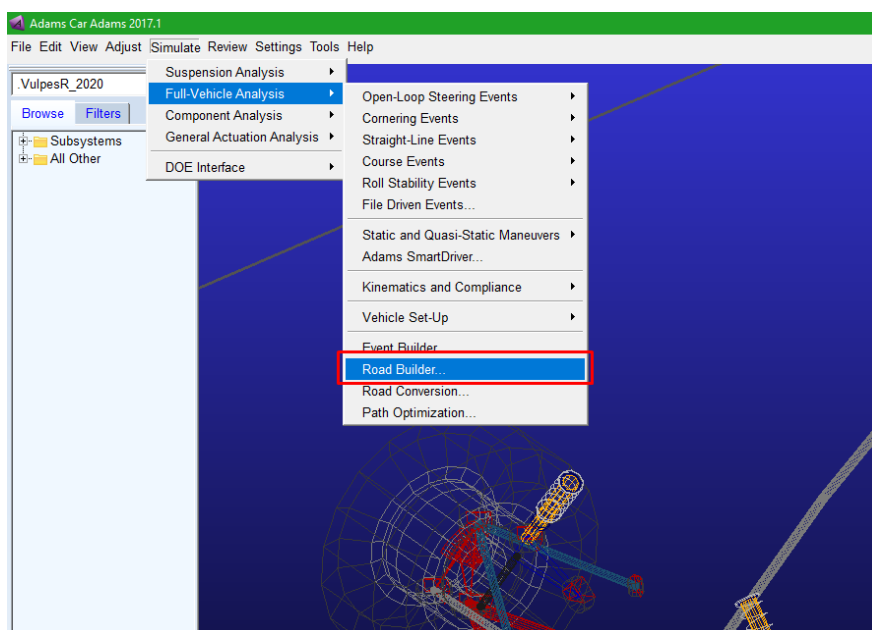 Adams Car Adams 2017.1
File Edit View Adjust Simulate Review Settings Tools Help
.VulpesR_2020
Browse Filters
Subsystems
All Other
Suspension Analysis
Full-Vehicle Analysis
Component Analysis
General Actuation Analysis
DOE Interface
Open-Loop Steering Events
Cornering Events
Straight-Line Events
Course Events
Roll Stability Events
File Driven Events...
Static and Quasi-Static Maneuvers
Adams SmartDriver...
Kinematics and Compliance
Vehicle Set-Up
Event Builder
Road Builder...
Road Conversion...
Path Optimization...